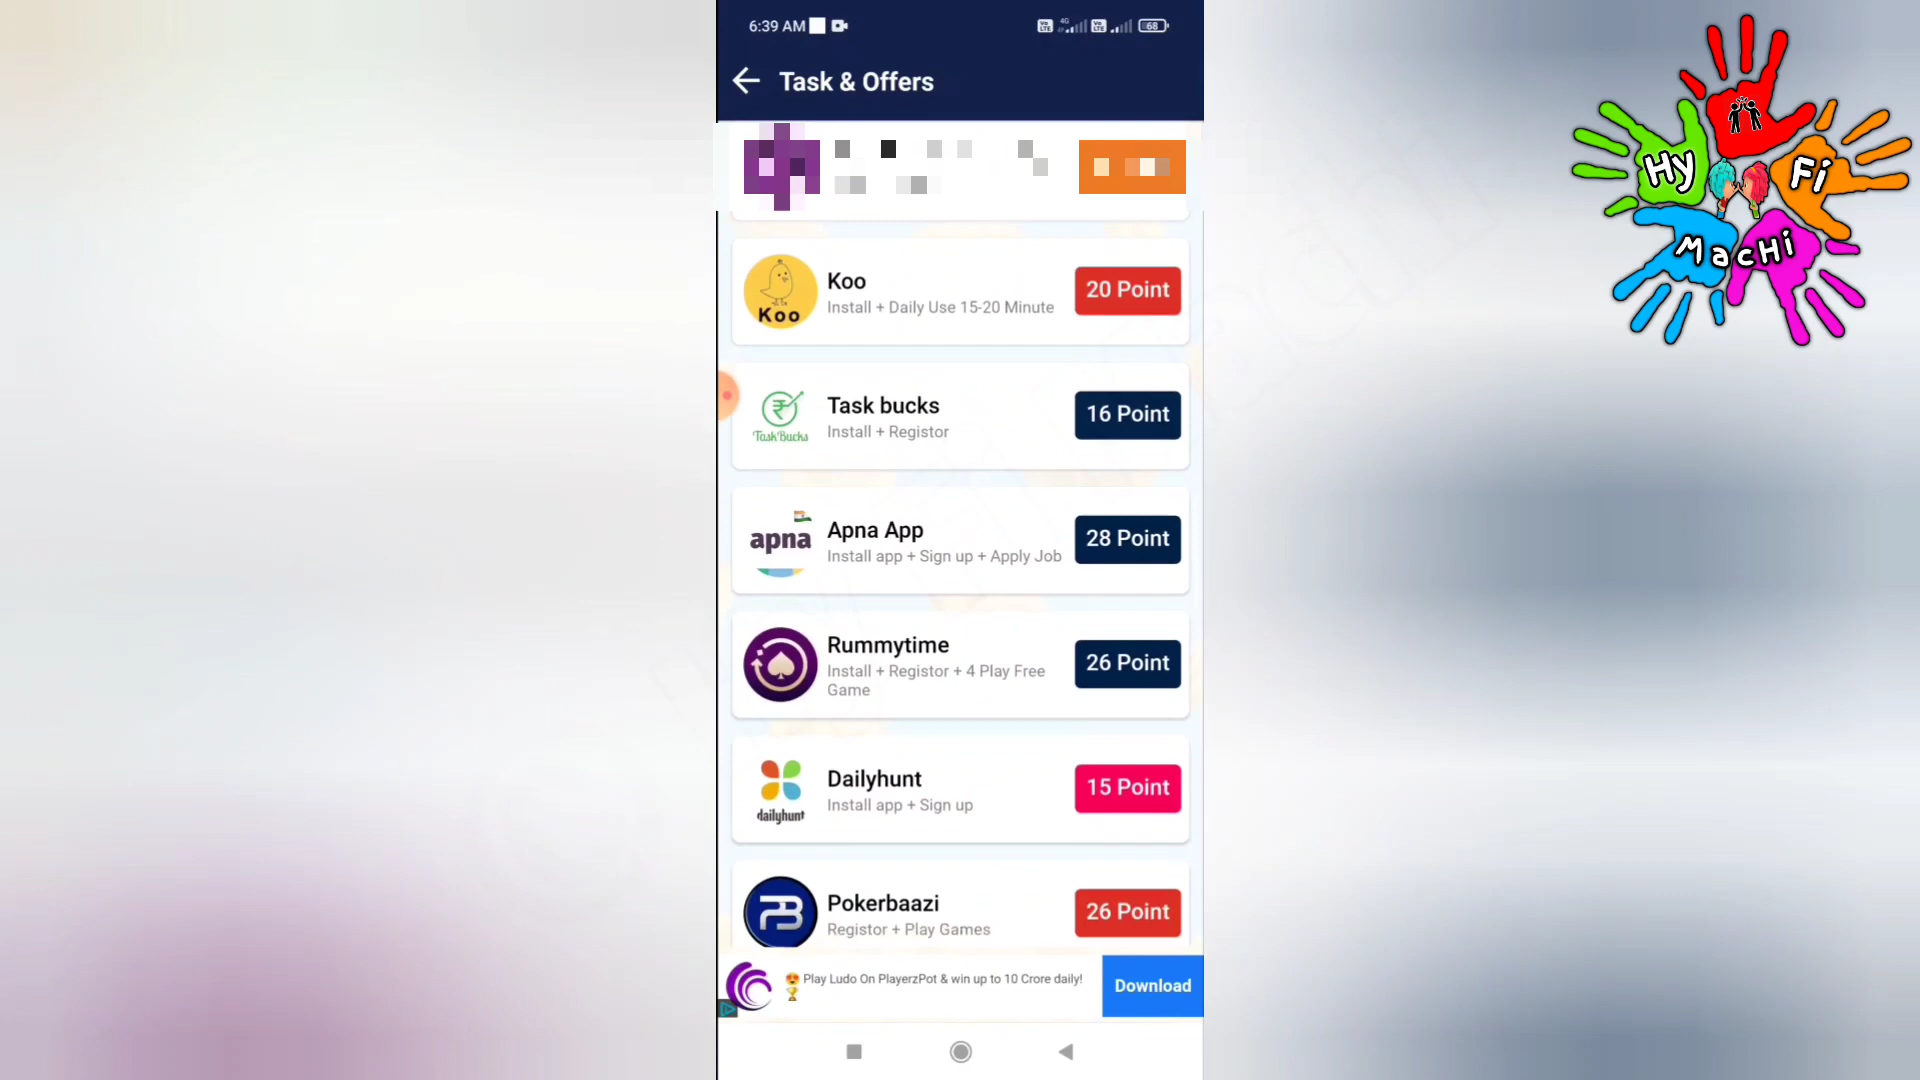 6:39 AM
4G
68
Task & Offers
Hy
Fi
MacHi
Koo
Koo
Install + Daily Use 15-20 Minute
20 Point
TaskBucks
Task bucks
Install + Registor
16 Point
apna
Apna App
Install app + Sign up + Apply Job
28 Point
Rummytime
Install + Registor + 4 Play Free
Game
26 Point
dailyhunt
Dailyhunt
Install app + Sign up
15 Point
Pokerbaazi
Registor + Play Games
26 Point
😍Play Ludo On PlayerzPot & win up to 10 Crore daily!
🏆
Download